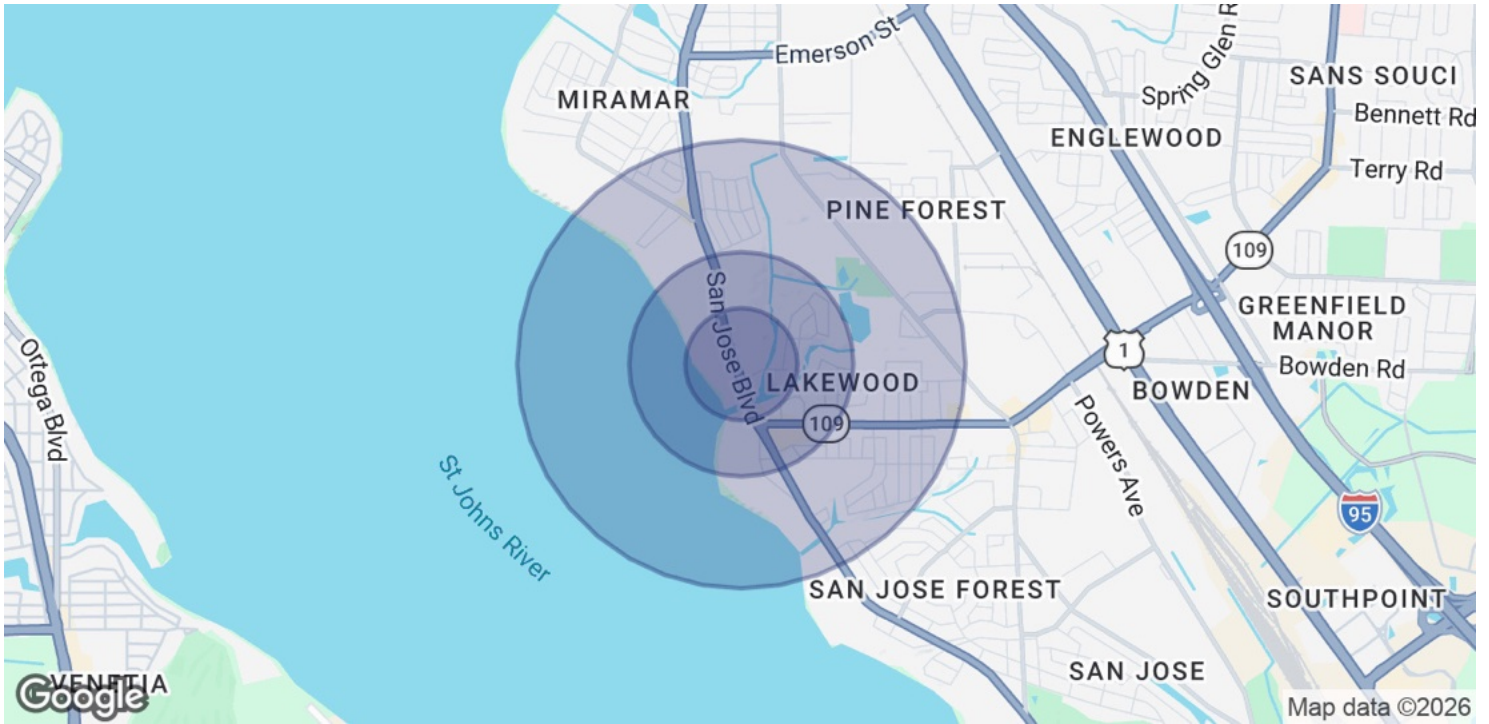 Emerson St
Spring Glen R
SANS SOUCI
MIRAMAR
Bennett Rd
ENGLEWOOD
Terry Rd
PINE FOREST
109
San Jose Blvd
GREENFIELD
MANOR
1
Bowden Rd
LAKEWOOD
BOWDEN
Ortega Blvd
109
Powers Ave
St Johns River
95
SAN JOSE FOREST
SOUTHPOINT
SAN JOSE
VENETIA
Google
Map data ©2026